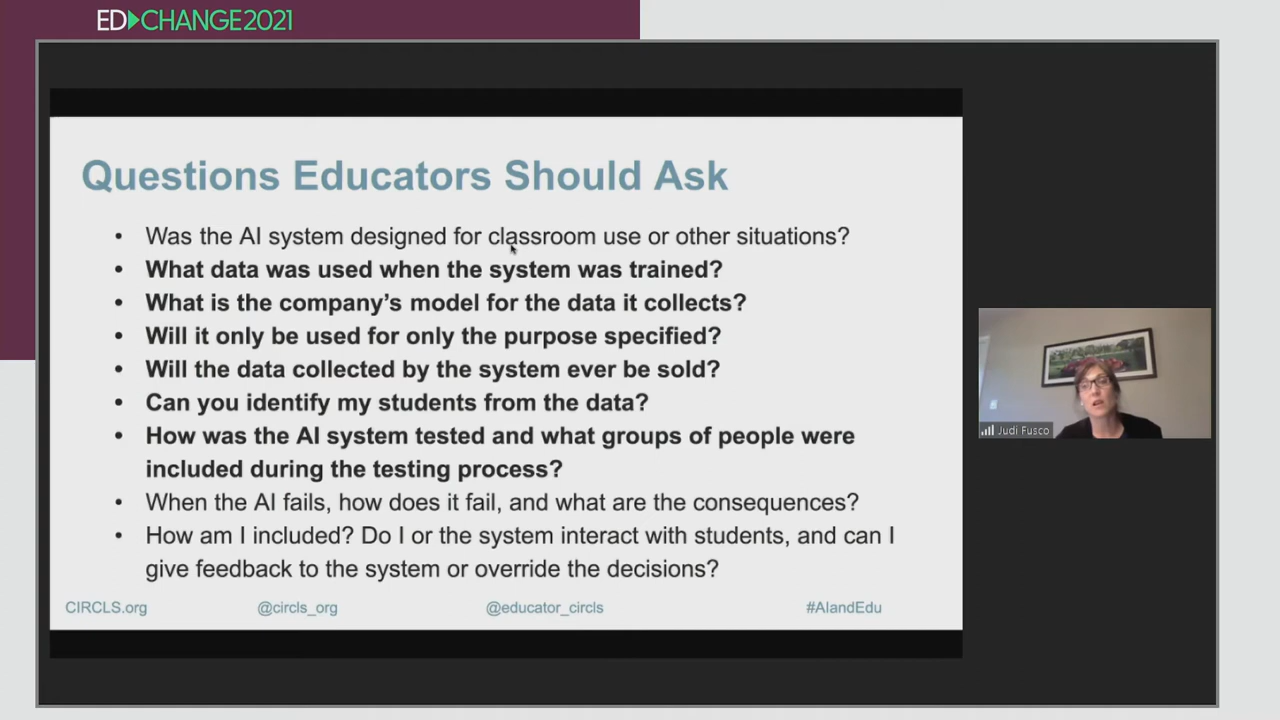 ED▶CHANGE2021
Questions Educators Should Ask
• Was the AI system designed for classroom use or other situations?
• What data was used when the system was trained?
• What is the company’s model for the data it collects?
• Will it only be used for only the purpose specified?
• Will the data collected by the system ever be sold?
• Can you identify my students from the data?
• How was the AI system tested and what groups of people were
included during the testing process?
• When the AI fails, how does it fail, and what are the consequences?
• How am I included? Do I or the system interact with students, and can I
give feedback to the system or override the decisions?
CIRCLS.org @circls_org @educator_circls #AIandEdu
Judi Fusco